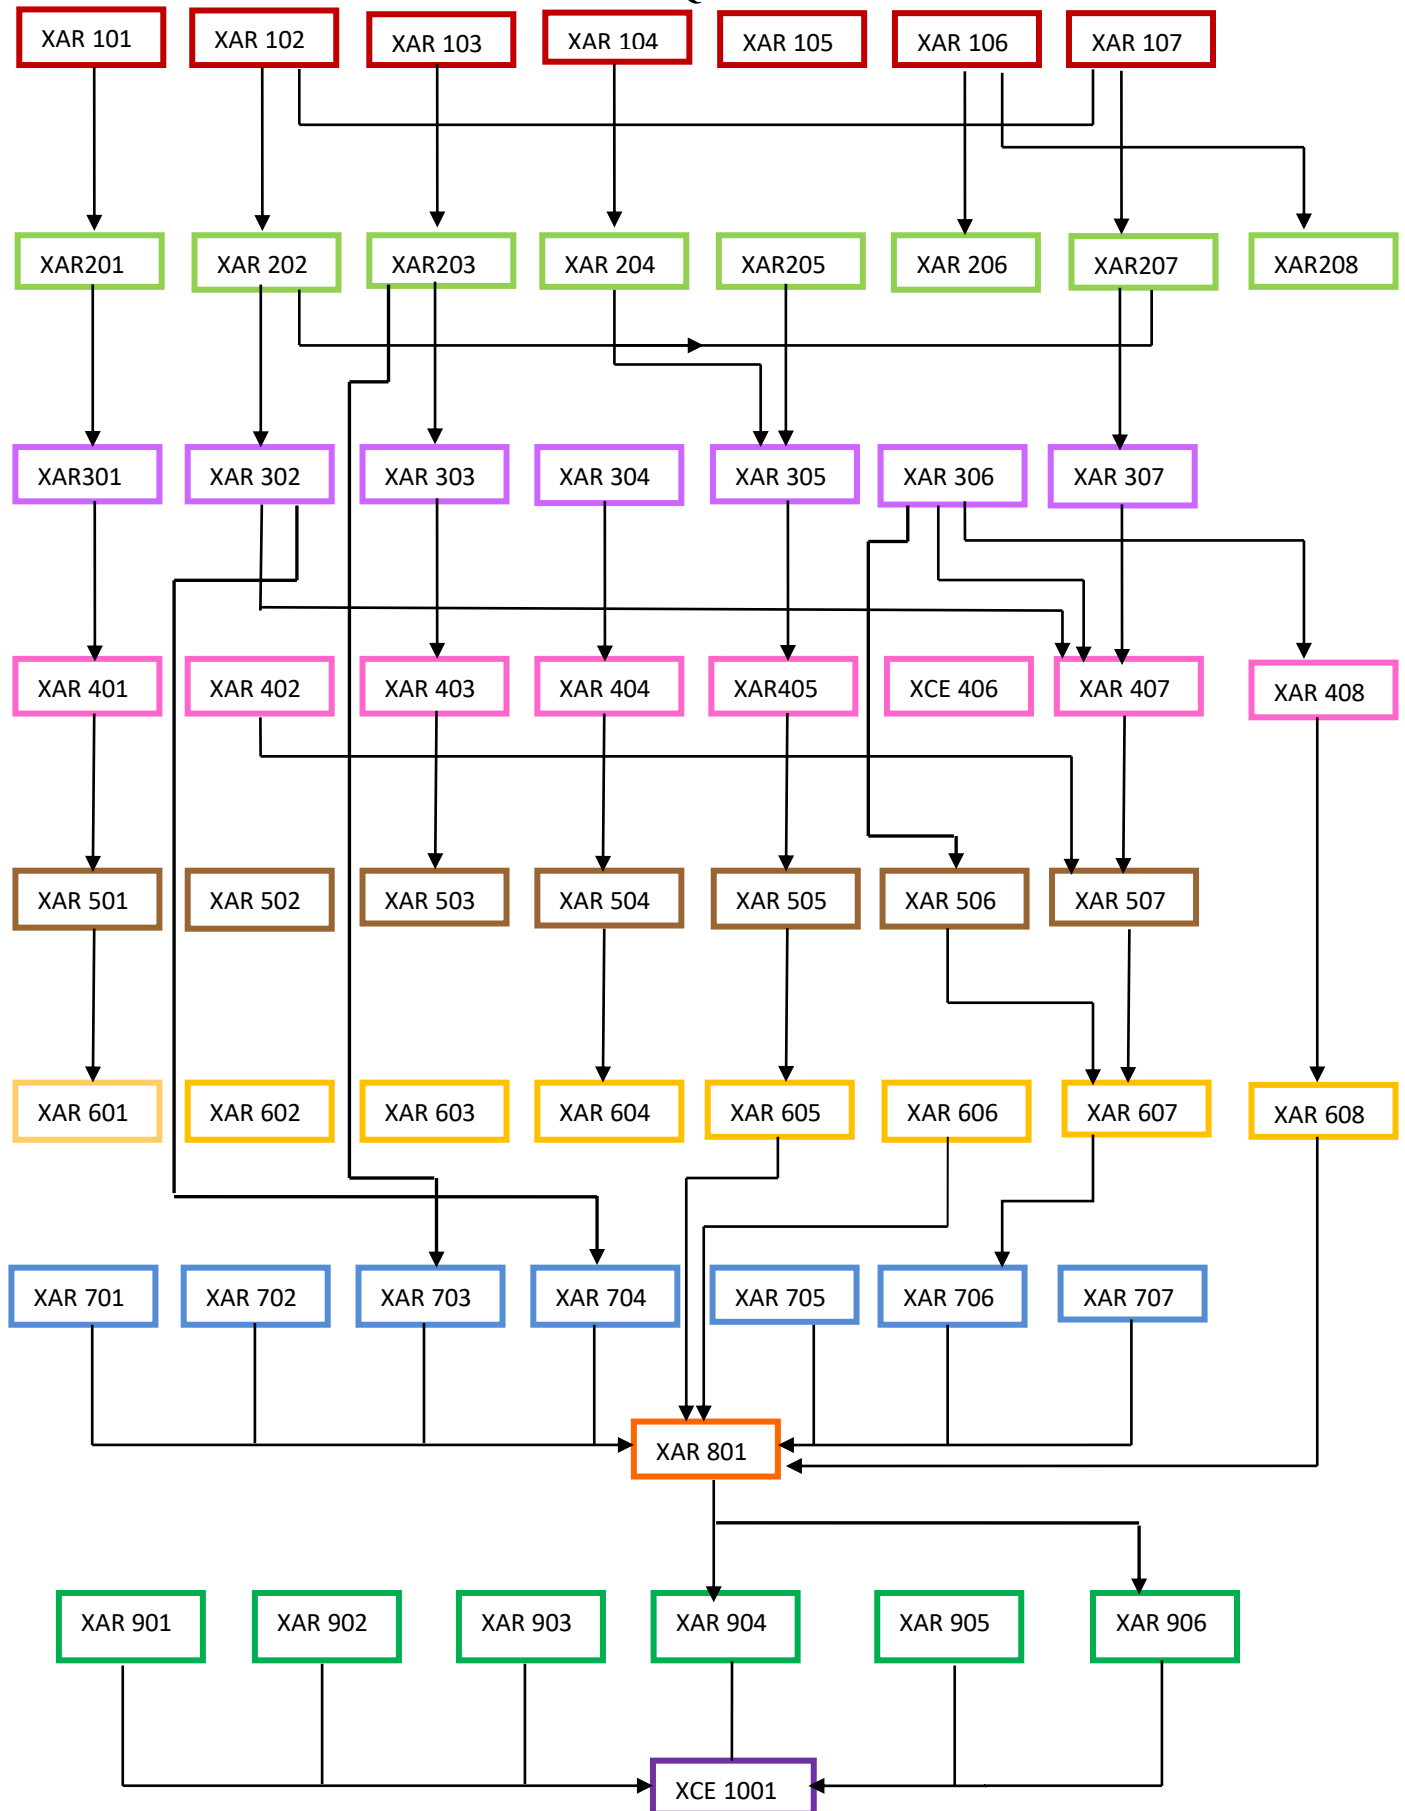 XAR 101 XAR 102 XAR 103 XAR 104 XAR 105 XAR 106 XAR 107
XAR201 XAR 202 XAR203 XAR 204 XAR205 XAR 206 XAR207 XAR208
XAR301 XAR 302 XAR 303 XAR 304 XAR 305 XAR 306 XAR 307
XAR 401 XAR 402 XAR 403 XAR 404 XAR405 XCE 406 XAR 407 XAR 408
XAR 501 XAR 502 XAR 503 XAR 504 XAR 505 XAR 506 XAR 507
XAR 601 XAR 602 XAR 603 XAR 604 XAR 605 XAR 606 XAR 607 XAR 608
XAR 701 XAR 702 XAR 703 XAR 704 XAR 705 XAR 706 XAR 707
XAR 801
XAR 901 XAR 902 XAR 903 XAR 904 XAR 905 XAR 906
XCE 1001